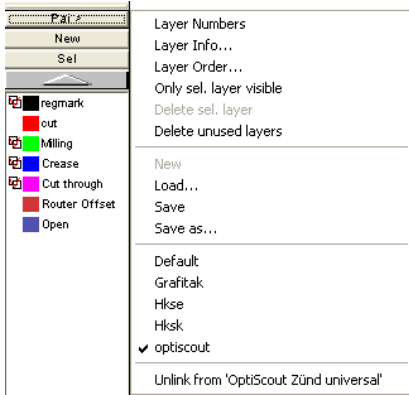 New
Sel
regmark
cut
Milling
Crease
Cut through
Router Offset
Open
Layer Numbers
Layer Info...
Layer Order...
Only sel. layer visible
Delete sel. layer
Delete unused layers
New
Load...
Save
Save as...
Default
Grafitak
Hkse
Hksk
optiscout
Unlink from 'OptiScout Zünd universal'